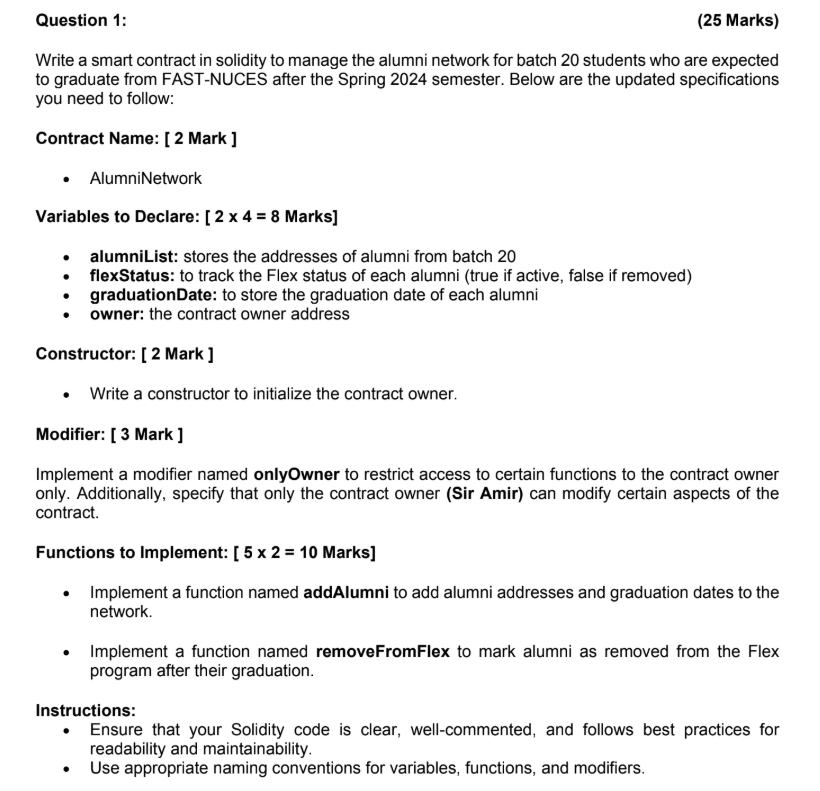 Question 1: (25 Marks)
Write a smart contract in solidity to manage the alumni network for batch 20 students who are expected
to graduate from FAST-NUCES after the Spring 2024 semester. Below are the updated specifications
you need to follow:
Contract Name: [ 2 Mark ]
• AlumniNetwork
Variables to Declare: [ 2 x 4 = 8 Marks]
• alumniList: stores the addresses of alumni from batch 20
• flexStatus: to track the Flex status of each alumni (true if active, false if removed)
• graduationDate: to store the graduation date of each alumni
• owner: the contract owner address
Constructor: [ 2 Mark ]
• Write a constructor to initialize the contract owner.
Modifier: [ 3 Mark ]
Implement a modifier named onlyOwner to restrict access to certain functions to the contract owner
only. Additionally, specify that only the contract owner (Sir Amir) can modify certain aspects of the
contract.
Functions to Implement: [ 5 x 2 = 10 Marks]
• Implement a function named addAlumni to add alumni addresses and graduation dates to the
network.
• Implement a function named removeFromFlex to mark alumni as removed from the Flex
program after their graduation.
Instructions:
• Ensure that your Solidity code is clear, well-commented, and follows best practices for
readability and maintainability.
• Use appropriate naming conventions for variables, functions, and modifiers.